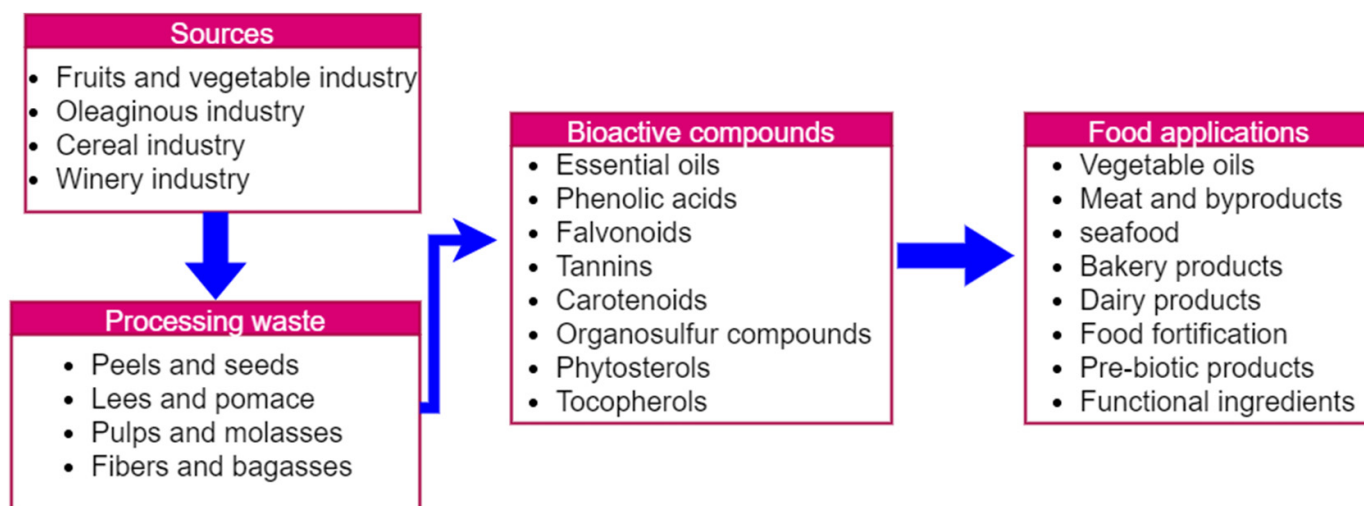 Sources
• Fruits and vegetable industry
• Oleaginous industry
• Cereal industry
• Winery industry
Processing waste
• Peels and seeds
• Lees and pomace
• Pulps and molasses
• Fibers and bagasses
Bioactive compounds
• Essential oils
• Phenolic acids
• Falvonoids
• Tannins
• Carotenoids
• Organosulfur compounds
• Phytosterols
• Tocopherols
Food applications
• Vegetable oils
• Meat and byproducts
• seafood
• Bakery products
• Dairy products
• Food fortification
• Pre-biotic products
• Functional ingredients